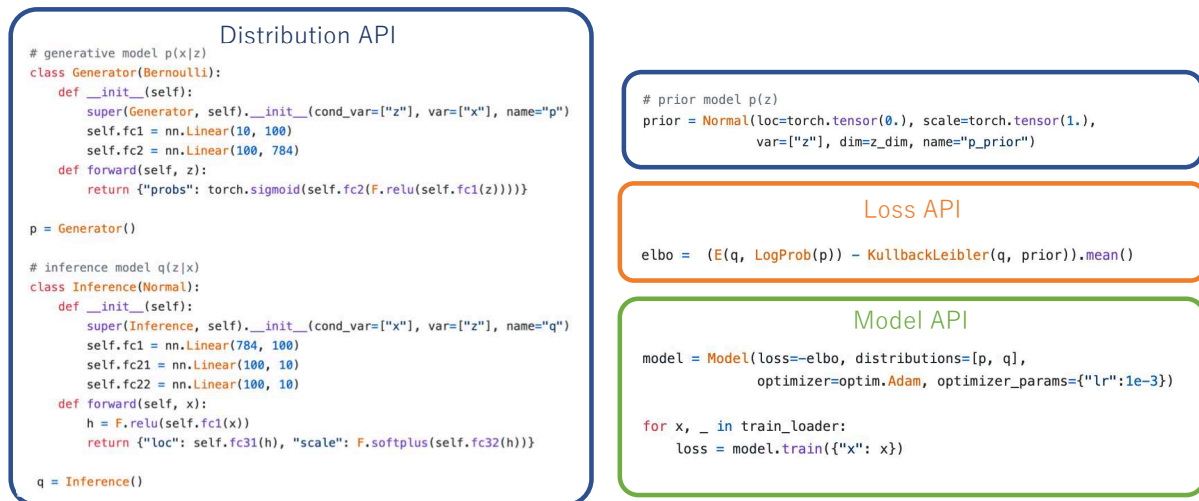 Distribution API
# generative model p(x|z)
class Generator(Bernoulli):
    def __init__(self):
        super(Generator, self).__init__(cond_var=["z"], var=["x"], name="p")
        self.fc1 = nn.Linear(10, 100)
        self.fc2 = nn.Linear(100, 784)
    def forward(self, z):
        return {"probs": torch.sigmoid(self.fc2(F.relu(self.fc1(z))))}
p = Generator()
# inference model q(z|x)
class Inference(Normal):
    def __init__(self):
        super(Inference, self).__init__(cond_var=["x"], var=["z"], name="q")
        self.fc1 = nn.Linear(784, 100)
        self.fc21 = nn.Linear(100, 10)
        self.fc22 = nn.Linear(100, 10)
    def forward(self, x):
        h = F.relu(self.fc1(x))
        return {"loc": self.fc31(h), "scale": F.softplus(self.fc32(h))}
q = Inference()
# prior model p(z)
prior = Normal(loc=torch.tensor(0.), scale=torch.tensor(1.),
               var=["z"], dim=z_dim, name="p_prior")
Loss API
elbo =  (E(q, LogProb(p)) - KullbackLeibler(q, prior)).mean()
Model API
model = Model(loss=-elbo, distributions=[p, q],
              optimizer=optim.Adam, optimizer_params={"lr":1e-3})
for x, _ in train_loader:
    loss = model.train({"x": x})